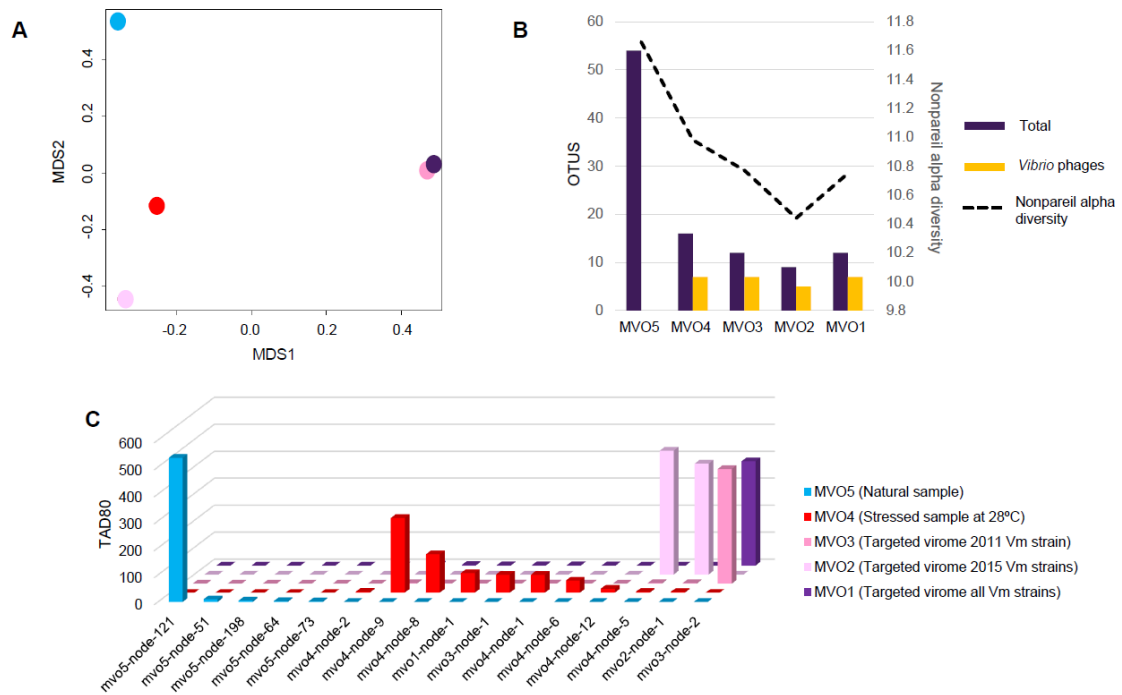 A
MDS2
0.4
0.2
0.0
-0.2
-0.4
-0.2
0.0
0.2
0.4
MDS1
B
OTUS
60
50
40
30
20
10
0
MVO5
MVO4
MVO3
MVO2
MVO1
11.8
11.6
11.4
11.2
11.0
10.8
10.6
10.4
10.2
10.0
9.8
Nonpareil alpha diversity
Total
Vibrio phages
Nonpareil alpha
diversity
C
TAD80
600
500
400
300
200
100
0
mvo5-node-121
mvo5-node-51
mvo5-node-198
mvo5-node-64
mvo5-node-73
mvo4-node-2
mvo4-node-9
mvo4-node-8
mvo1-node-1
mvo3-node-1
mvo4-node-1
mvo4-node-6
mvo4-node-12
mvo4-node-5
mvo2-node-1
mvo3-node-2
MVO5 (Natural sample)
MVO4 (Stressed sample at 28ºC)
MVO3 (Targeted virome 2011 Vm strain)
MVO2 (Targeted virome 2015 Vm strains)
MVO1 (Targeted virome all Vm strains)